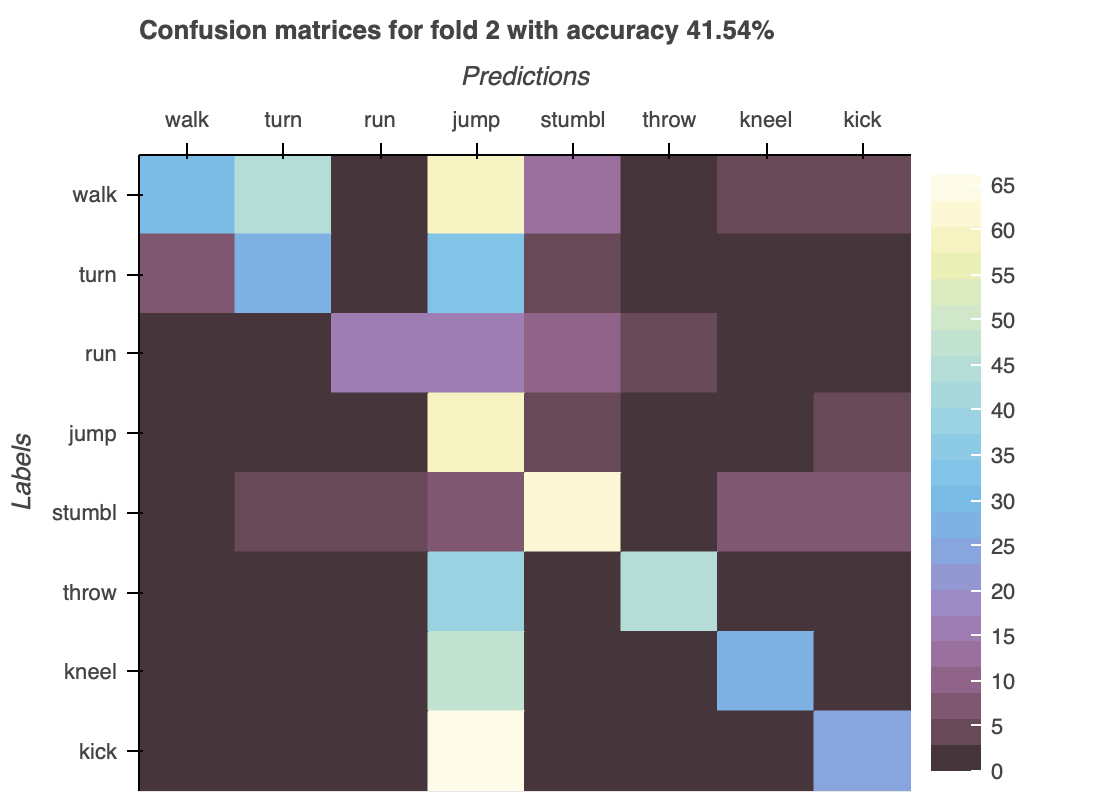 Confusion matrices for fold 2 with accuracy 41.54%
Predictions
walk turn run jump stumbl throw kneel kick
walk
turn
run
jump
stumbl
throw
kneel
kick
Labels
65
60
55
50
45
40
35
30
25
20
15
10
5
0